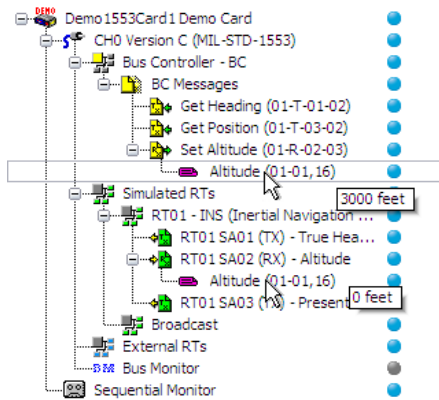 DEMO
Demo1553Card1 Demo Card
CH0 Version C (MIL-STD-1553)
Bus Controller - BC
BC Messages
Get Heading (01-T-01-02)
Get Position (01-T-03-02)
Set Altitude (01-R-02-03)
Altitude (01-01,16)
3000 feet
Simulated RTs
RT01 - INS (Inertial Navigation ...
RT01 SA01 (TX) - True Hea...
RT01 SA02 (RX) - Altitude
Altitude (01-01,16)
0 feet
RT01 SA03 - Present
Broadcast
External RTs
BM Bus Monitor
Sequential Monitor